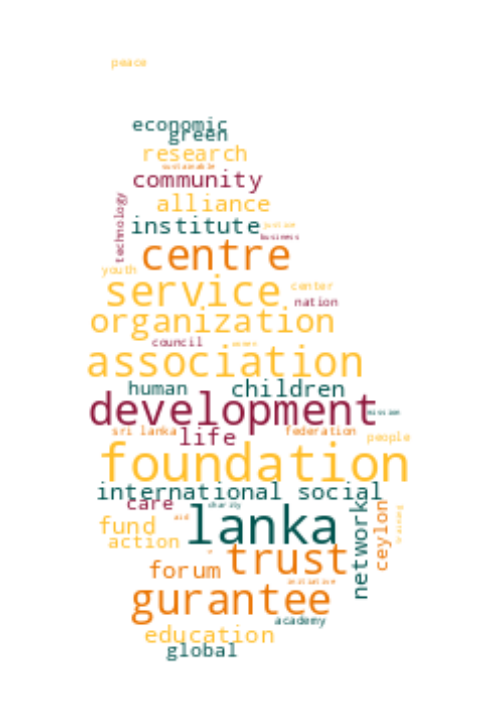 peace
economic
green
research
sustainable
community
technology
alliance
institute justice
business
centre
youth
service center
nation
organization
council women
association
human children
development mission
sri lanka life federation people
foundation
international social
care charity
fund aid lanka network ceylon training
action
forum trust
initiative
gurantee
academy
education
global